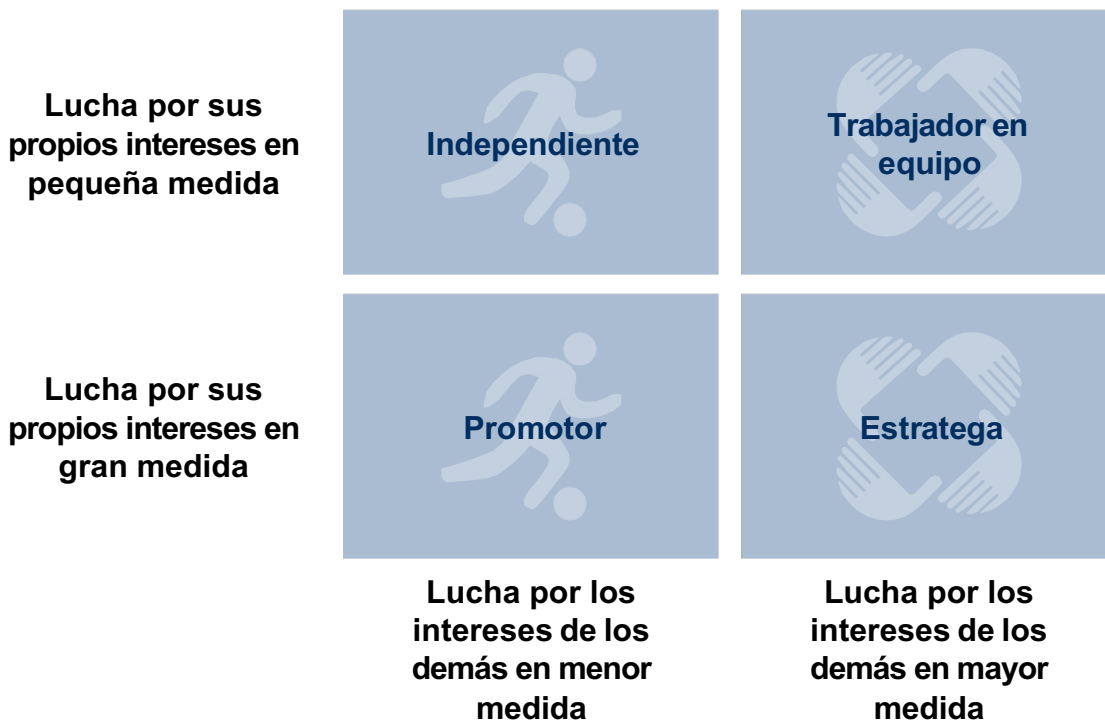 Lucha por sus
propios intereses en
pequeña medida
Independiente
Trabajador en
equipo
Lucha por sus
propios intereses en
gran medida
Promotor
Estratega
Lucha por los
intereses de los
demás en menor
medida
Lucha por los
intereses de los
demás en mayor
medida